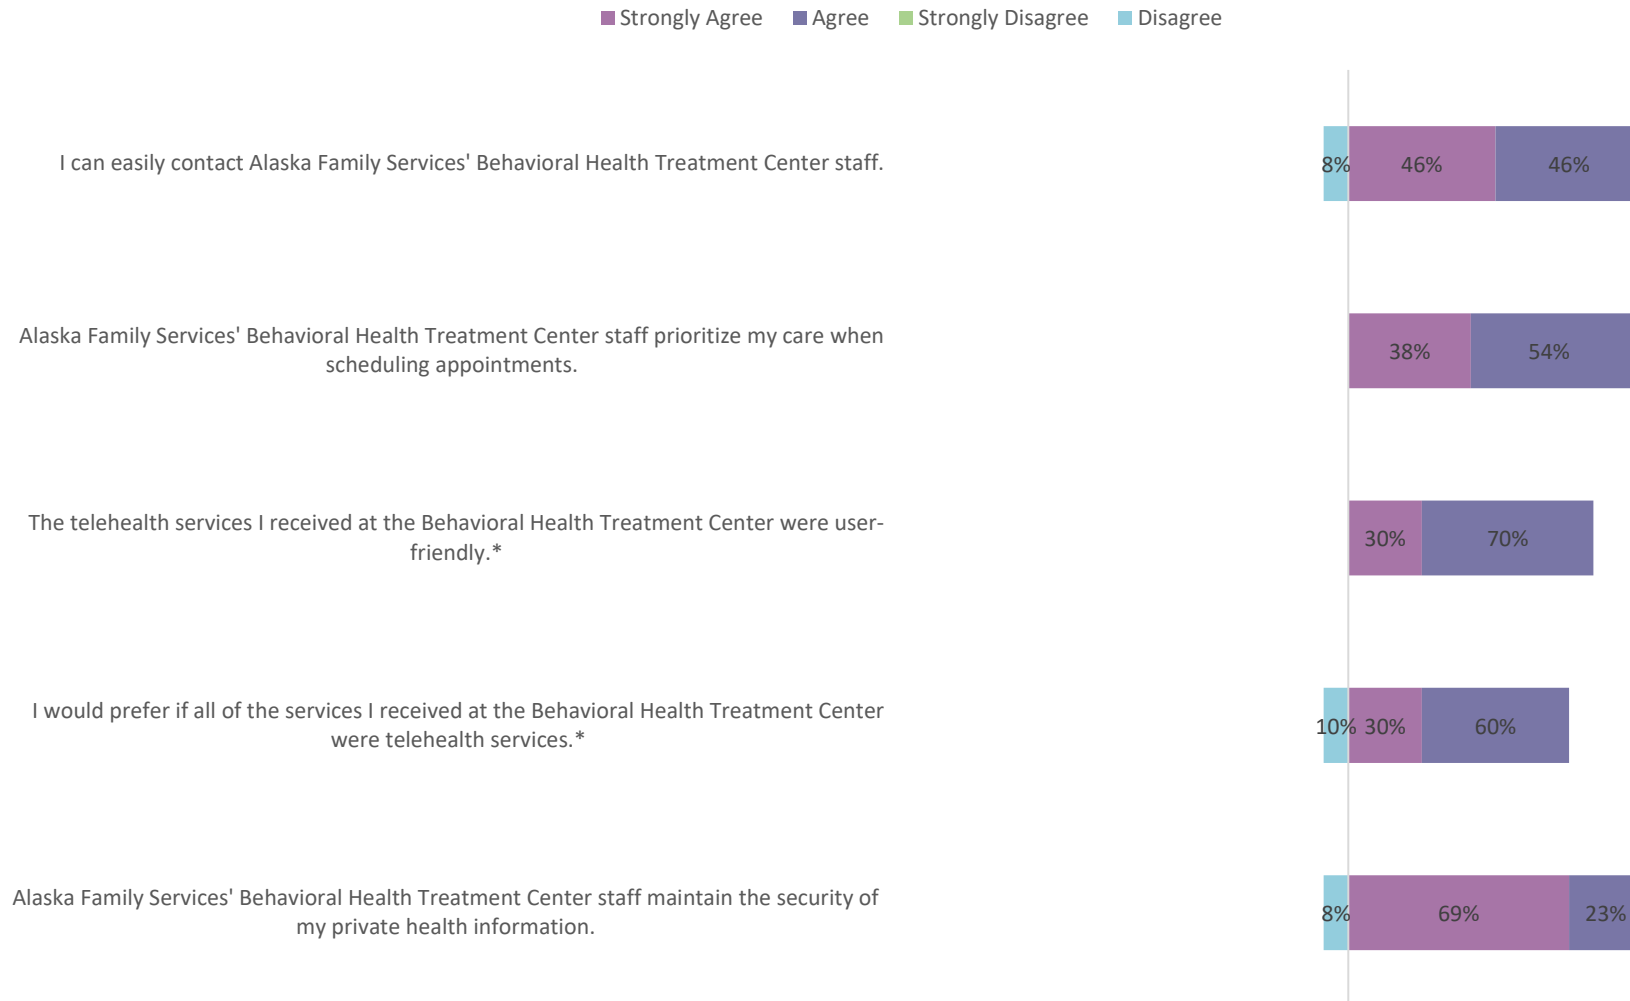 Strongly Agree Agree Strongly Disagree Disagree
I can easily contact Alaska Family Services' Behavioral Health Treatment Center staff.
8% 46% 46%
Alaska Family Services' Behavioral Health Treatment Center staff prioritize my care when
scheduling appointments.
38% 54%
The telehealth services I received at the Behavioral Health Treatment Center were user-
friendly.*
30% 70%
I would prefer if all of the services I received at the Behavioral Health Treatment Center
were telehealth services.*
10% 30% 60%
Alaska Family Services' Behavioral Health Treatment Center staff maintain the security of
my private health information.
8% 69% 23%